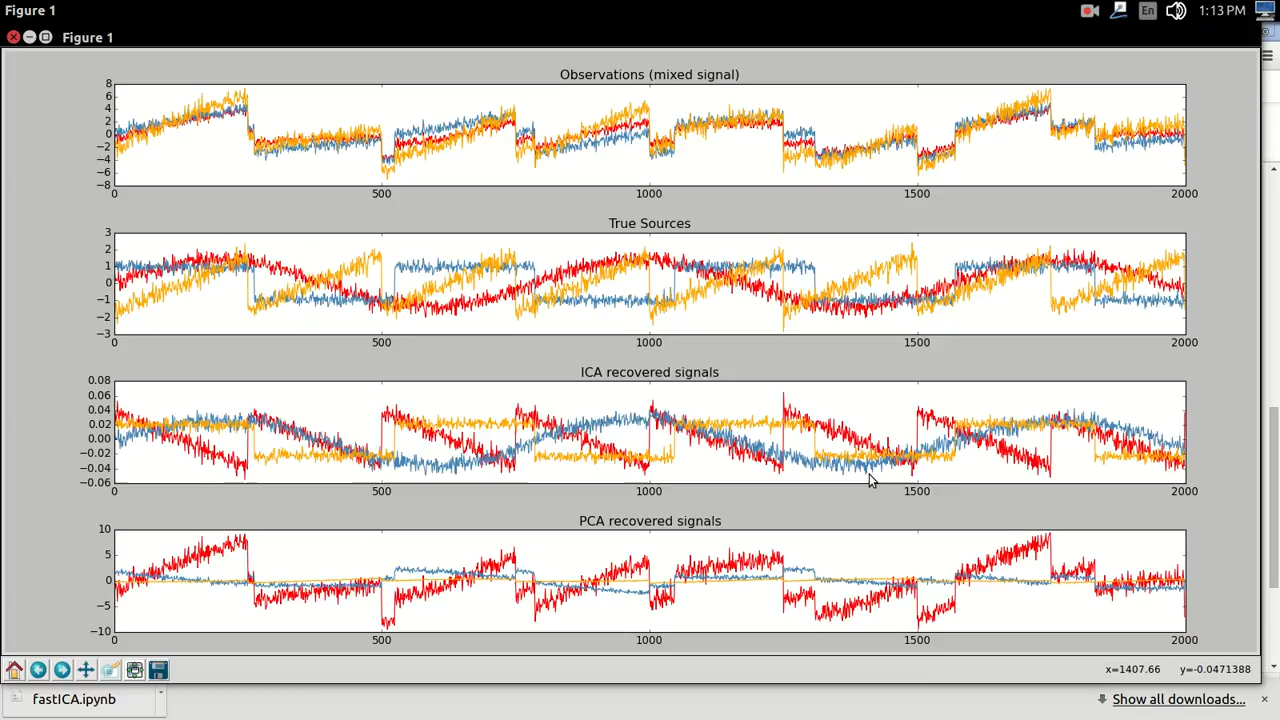 Figure 1
En
1:13 PM
Figure 1
Observations (mixed signal)
8
6
4
2
0
−2
−4
−6
−8
0 500 1000 1500 2000
True Sources
3
2
1
0
−1
−2
−3
0 500 1000 1500 2000
ICA recovered signals
0.08
0.06
0.04
0.02
0.00
−0.02
−0.04
−0.06
0 500 1000 1500 2000
PCA recovered signals
10
5
0
−5
−10
0 500 1000 1500 2000
x=1407.66 y=-0.0471388
fastICA.ipynb
Show all downloads...